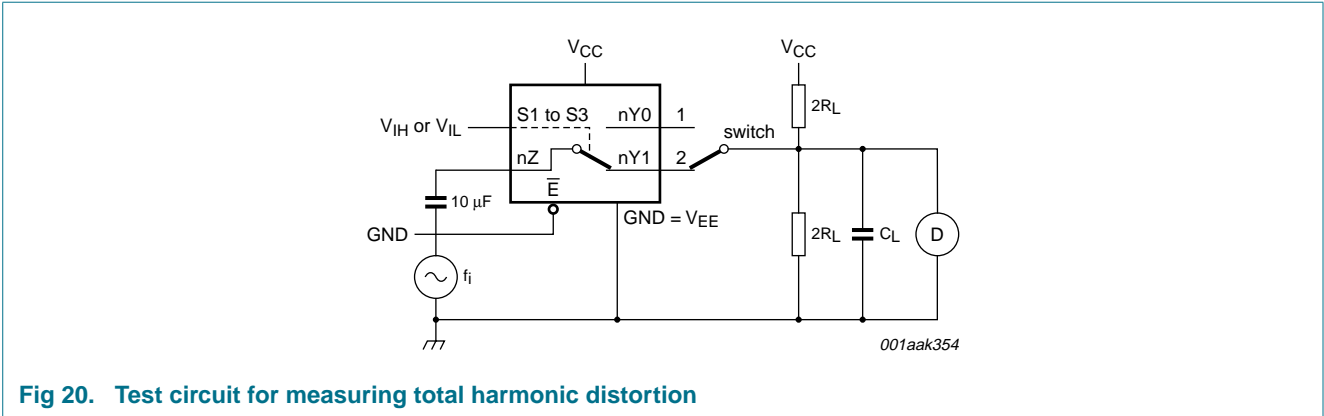 VCC
VCC
2RL
S1 to S3
nY0
1
switch
VIH or VIL
nZ
nY1
2
E
10 μF
GND = VEE
GND
2RL
CL
D
fi
001aak354
Fig 20. Test circuit for measuring total harmonic distortion